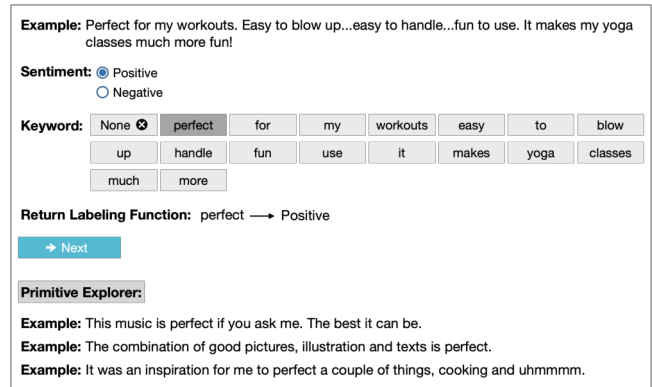 Example: Perfect for my workouts. Easy to blow up...easy to handle...fun to use. It makes my yoga
classes much more fun!
Sentiment: Positive
Negative
Keyword: None perfect for my workouts easy to blow
up handle fun use it makes yoga classes
much more
Return Labeling Function: perfect → Positive
→ Next
Primitive Explorer:
Example: This music is perfect if you ask me. The best it can be.
Example: The combination of good pictures, illustration and texts is perfect.
Example: It was an inspiration for me to perfect a couple of things, cooking and uhmmmm.